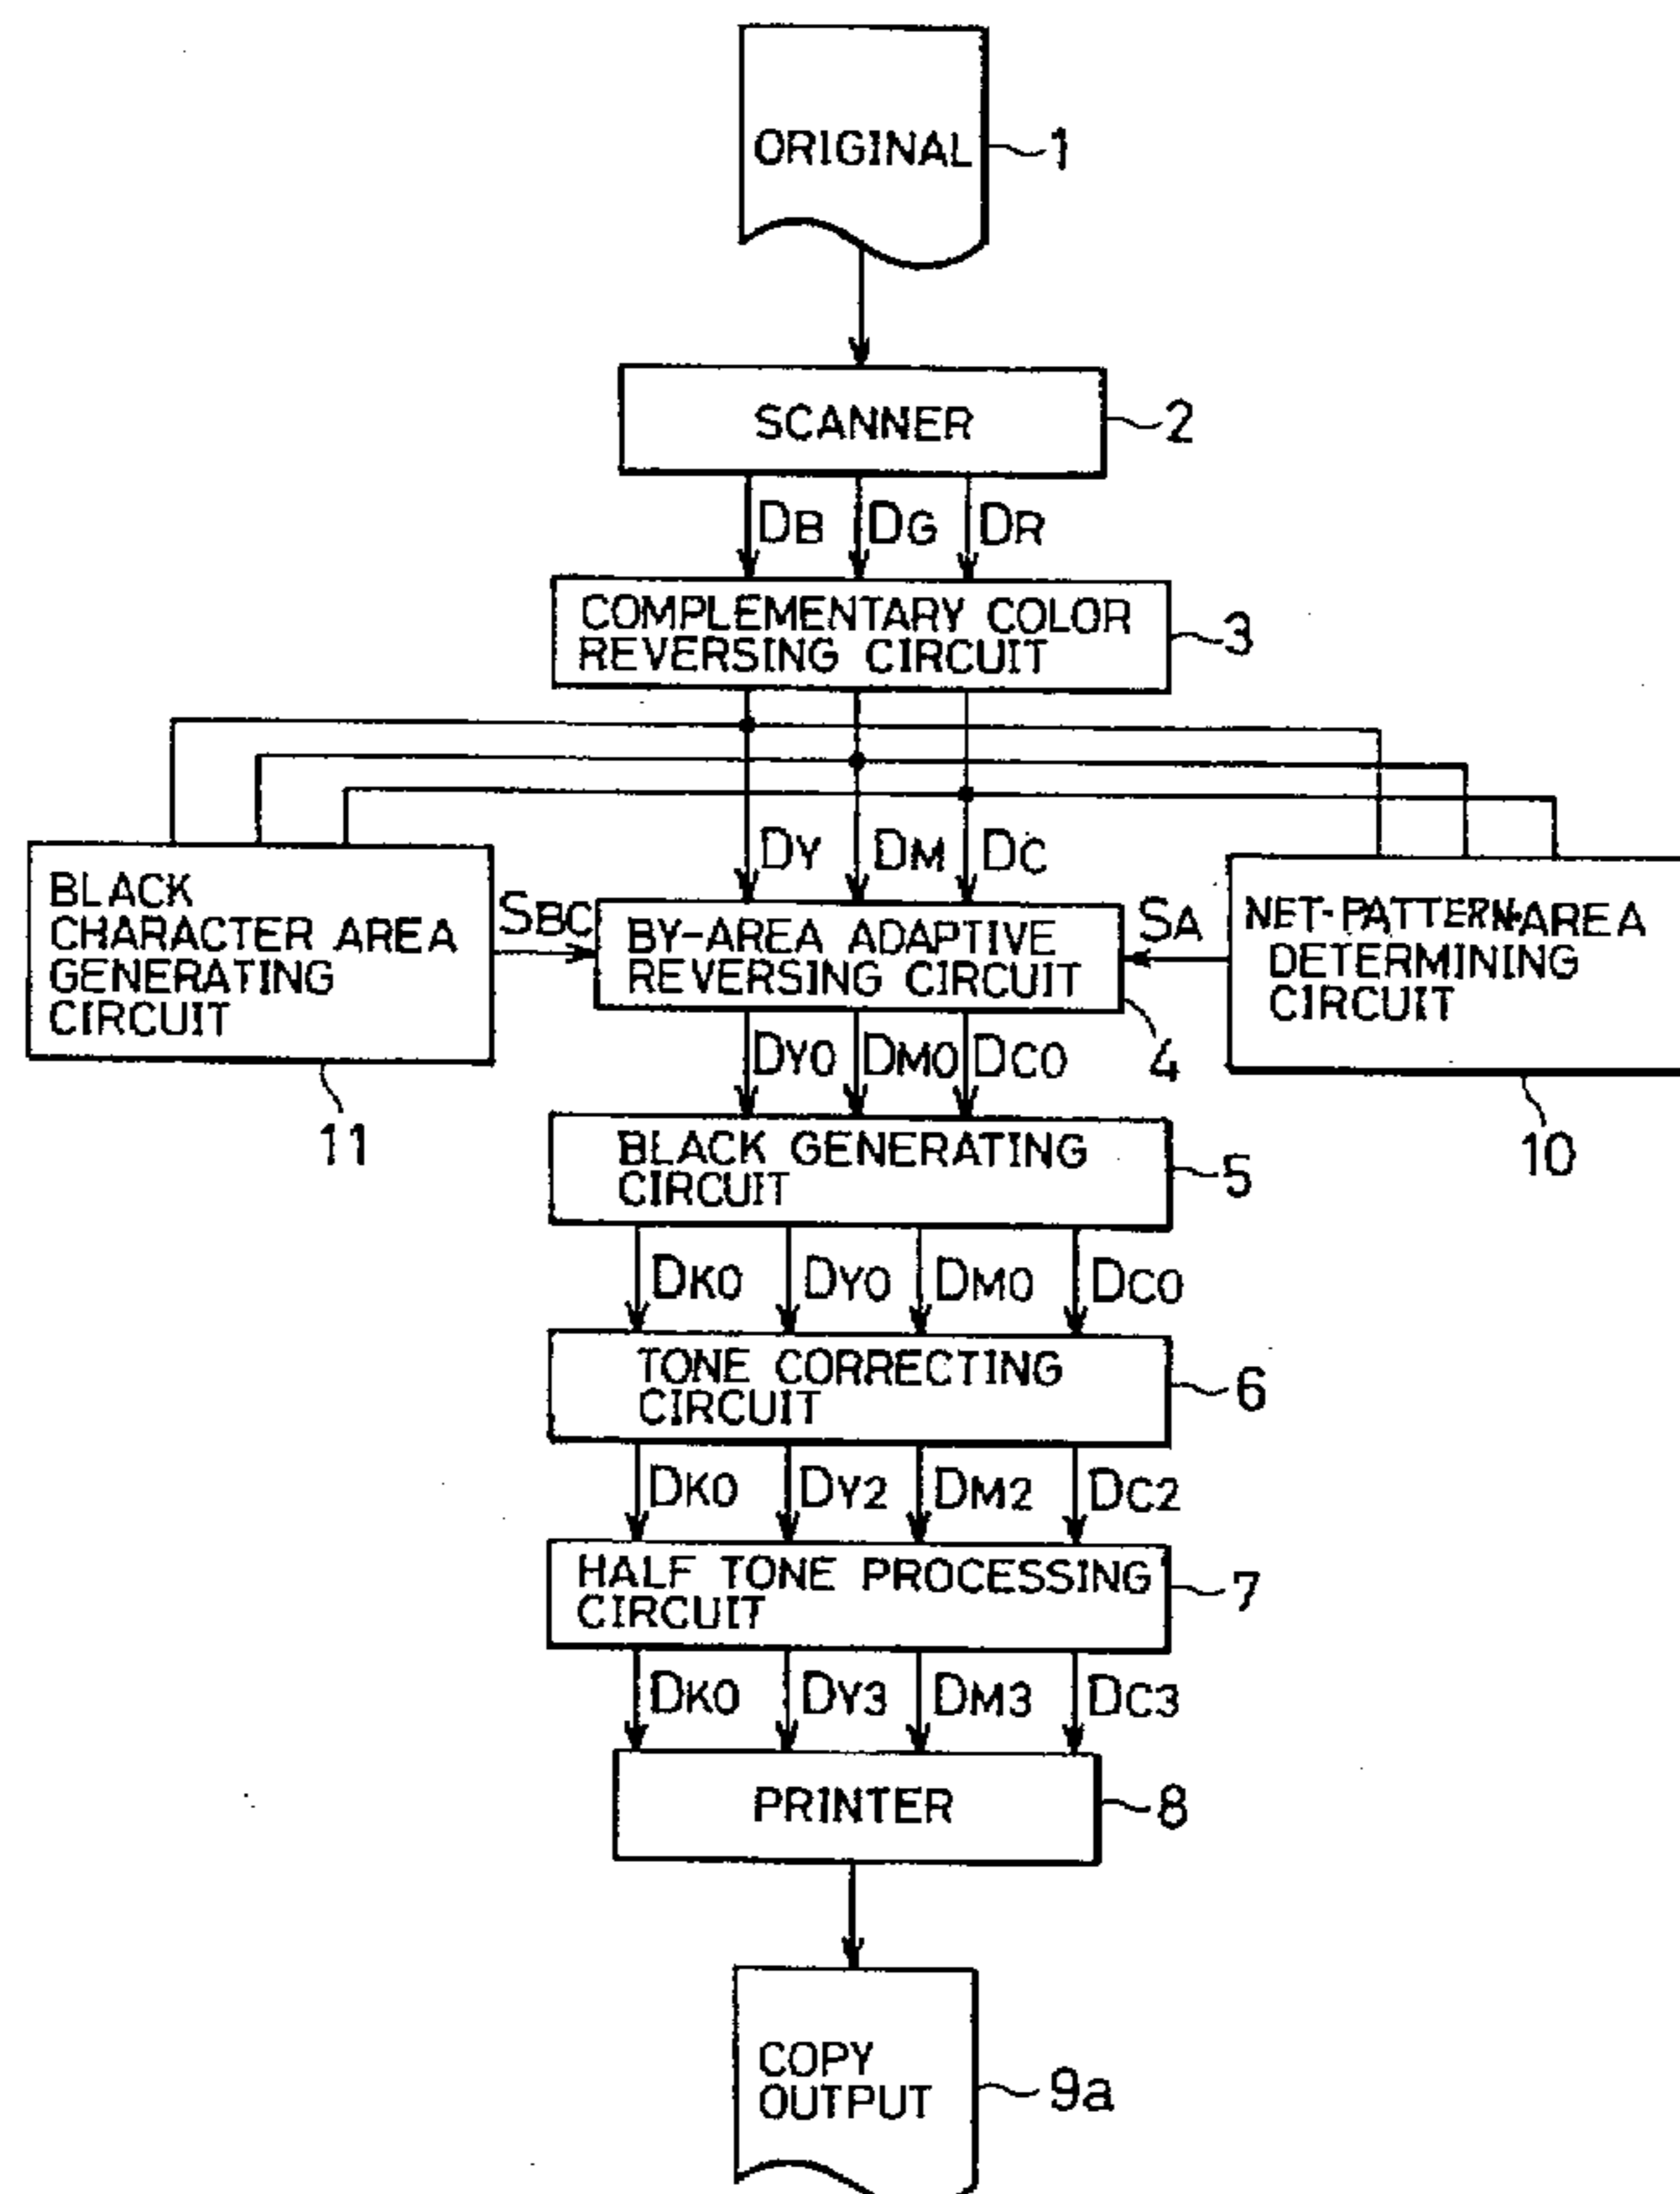 ORIGINAL
1
SCANNER
2
DB DG DR
COMPLEMENTARY COLOR
REVERSING CIRCUIT
3
DY DM DC
BLACK
CHARACTER AREA
GENERATING
CIRCUIT
11
SBC
BY-AREA ADAPTIVE
REVERSING CIRCUIT
4
SA
NET-PATTERN-AREA
DETERMINING
CIRCUIT
10
DY0 DM0 DC0
BLACK GENERATING
CIRCUIT
5
DK0 DY0 DM0 DC0
TONE CORRECTING
CIRCUIT
6
DK0 DY2 DM2 DC2
HALF TONE PROCESSING
CIRCUIT
7
DK0 DY3 DM3 DC3
PRINTER
8
COPY
OUTPUT
9a